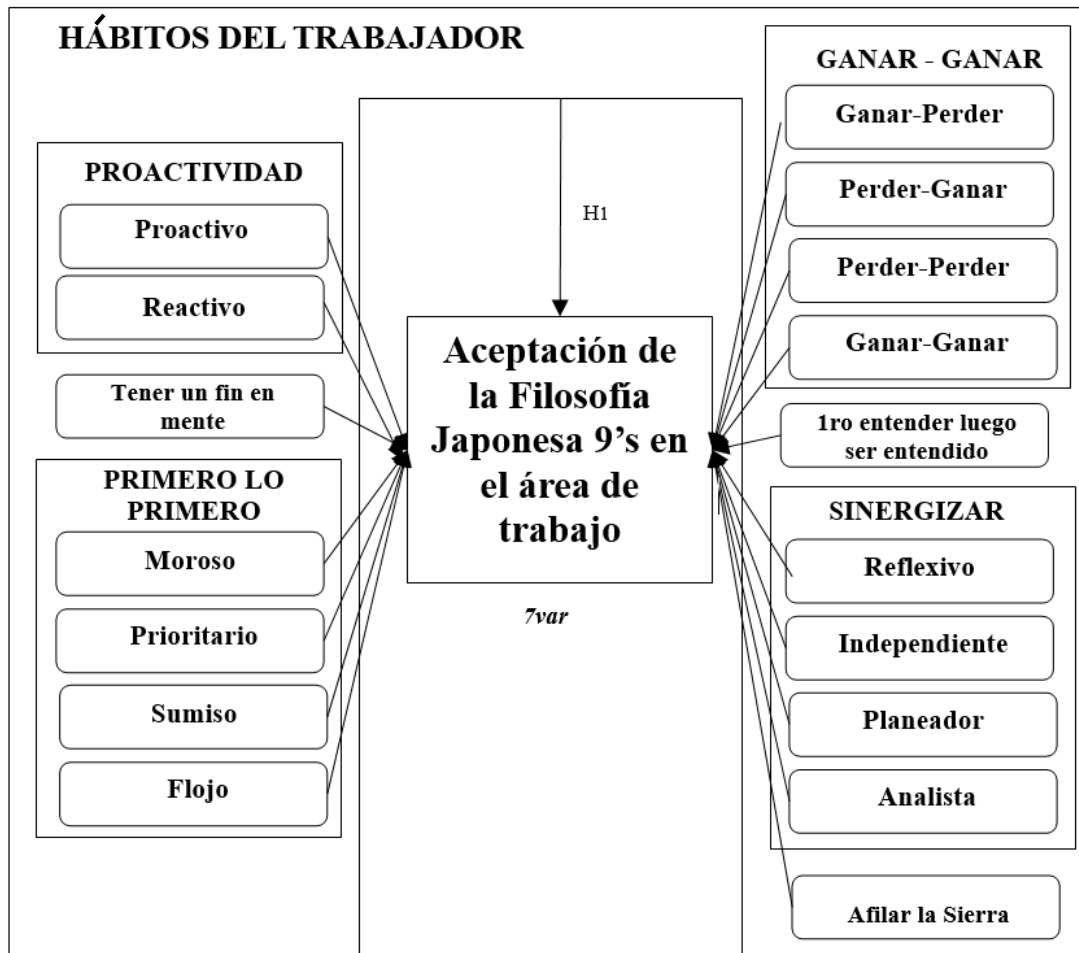 HÁBITOS DEL TRABAJADOR
PROACTIVIDAD
Proactivo
Reactivo
Tener un fin en
mente
PRIMERO LO
PRIMERO
Moroso
Prioritario
Sumiso
Flojo
H1
Aceptación de
la Filosofía
Japonesa 9’s en
el área de
trabajo
7var
GANAR - GANAR
Ganar-Perder
Perder-Ganar
Perder-Perder
Ganar-Ganar
1ro entender luego
ser entendido
SINERGIZAR
Reflexivo
Independiente
Planeador
Analista
Afilar la Sierra